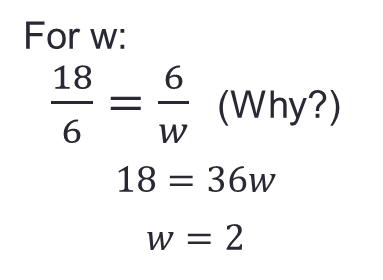 For w:
18/6 = 6/w (Why?)
18 = 36w
w = 2